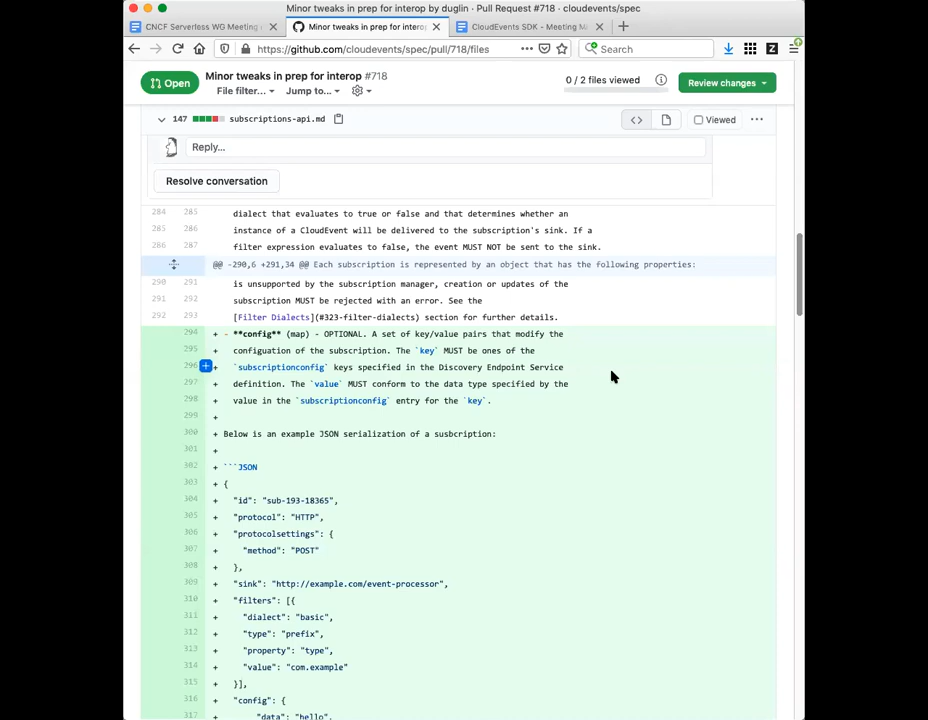 Minor tweaks in prep for interop by duglin · Pull Request #718 · cloudevents/spec
CNCF Serverless WG Meeting
Minor tweaks in prep for interop
CloudEvents SDK - Meeting M
https://github.com/cloudevents/spec/pull/718/files
Search
Open
Minor tweaks in prep for interop #718
File filter...
Jump to...
0 / 2 files viewed
Review changes
147
subscriptions-api.md
Viewed
Reply...
Resolve conversation
284 285 dialect that evaluates to true or false and that determines whether an
285 286 instance of a CloudEvent will be delivered to the subscription's sink. If a
286 287 filter expression evaluates to false, the event MUST NOT be sent to the sink.
@@ -290,6 +291,34 @@ Each subscription is represented by an object that has the following properties:
290 291 is unsupported by the subscription manager, creation or updates of the
291 292 subscription MUST be rejected with an error. See the
292 293 [Filter Dialects](#323-filter-dialects) section for further details.
294 + - **config** (map) - OPTIONAL. A set of key/value pairs that modify the
295 + configuation of the subscription. The `key` MUST be ones of the
296 + `subscriptionconfig` keys specified in the Discovery Endpoint Service
297 + definition. The `value` MUST conform to the data type specified by the
298 + value in the `subscriptionconfig` entry for the `key`.
299 +
300 + Below is an example JSON serialization of a susbcription:
301 +
302 + ```JSON
303 + {
304 + "id": "sub-193-18365",
305 + "protocol": "HTTP",
306 + "protocolsettings": {
307 + "method": "POST"
308 + },
309 + "sink": "http://example.com/event-processor",
310 + "filters": [{
311 + "dialect": "basic",
312 + "type": "prefix",
313 + "property": "type",
314 + "value": "com.example"
315 + }],
316 + "config": {
317 + "data": "hello",